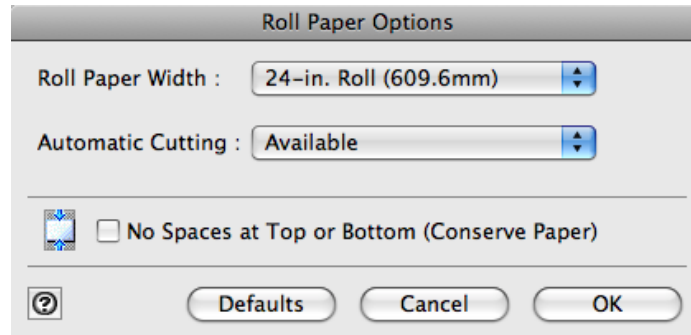 Roll Paper Options
Roll Paper Width : 24-in. Roll (609.6mm)
Automatic Cutting : Available
No Spaces at Top or Bottom (Conserve Paper)
? Defaults Cancel OK